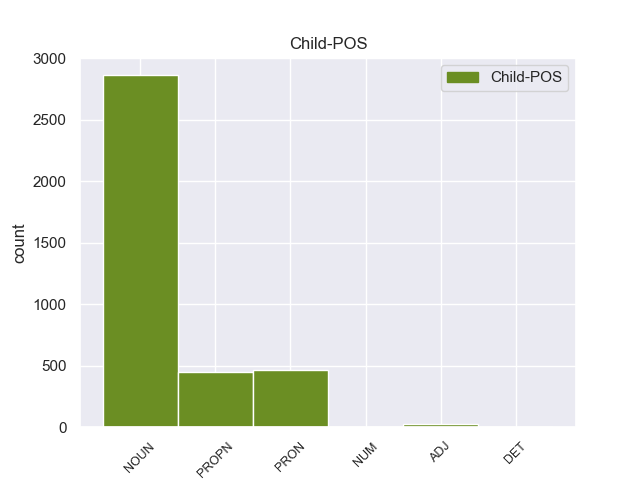 Child-POS
Child-POS
3000
2500
2000
1500
1000
500
0
count
NOUN
PROPN
PRON
NUM
ADJ
DET